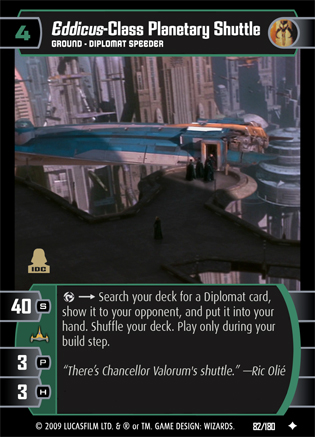 4
Eddicus-Class Planetary Shuttle
GROUND • DIPLOMAT SPEEDER
IDC
40 S
3 P
3 H
→ Search your deck for a Diplomat card,
show it to your opponent, and put it into your
hand. Shuffle your deck. Play only during your
build step.
"There's Chancellor Valorum's shuttle." —Ric Olié
© 2009 LUCASFILM LTD. & ® or TM. GAME DESIGN: WIZARDS. 82/180